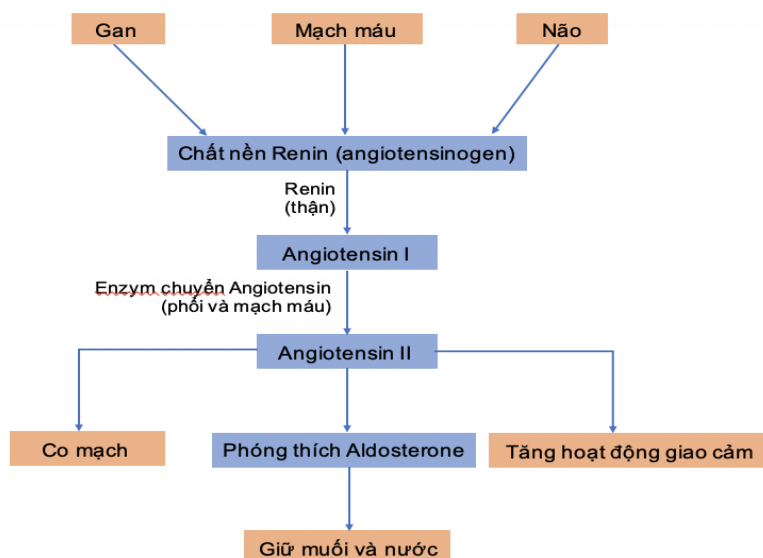 Gan
Mạch máu
Não
Chất nền Renin (angiotensinogen)
Renin
(thận)
Angiotensin I
Enzym chuyển Angiotensin
(phổi và mạch máu)
Angiotensin II
Co mạch
Phóng thích Aldosterone
Tăng hoạt động giao cảm
Giữ muối và nước